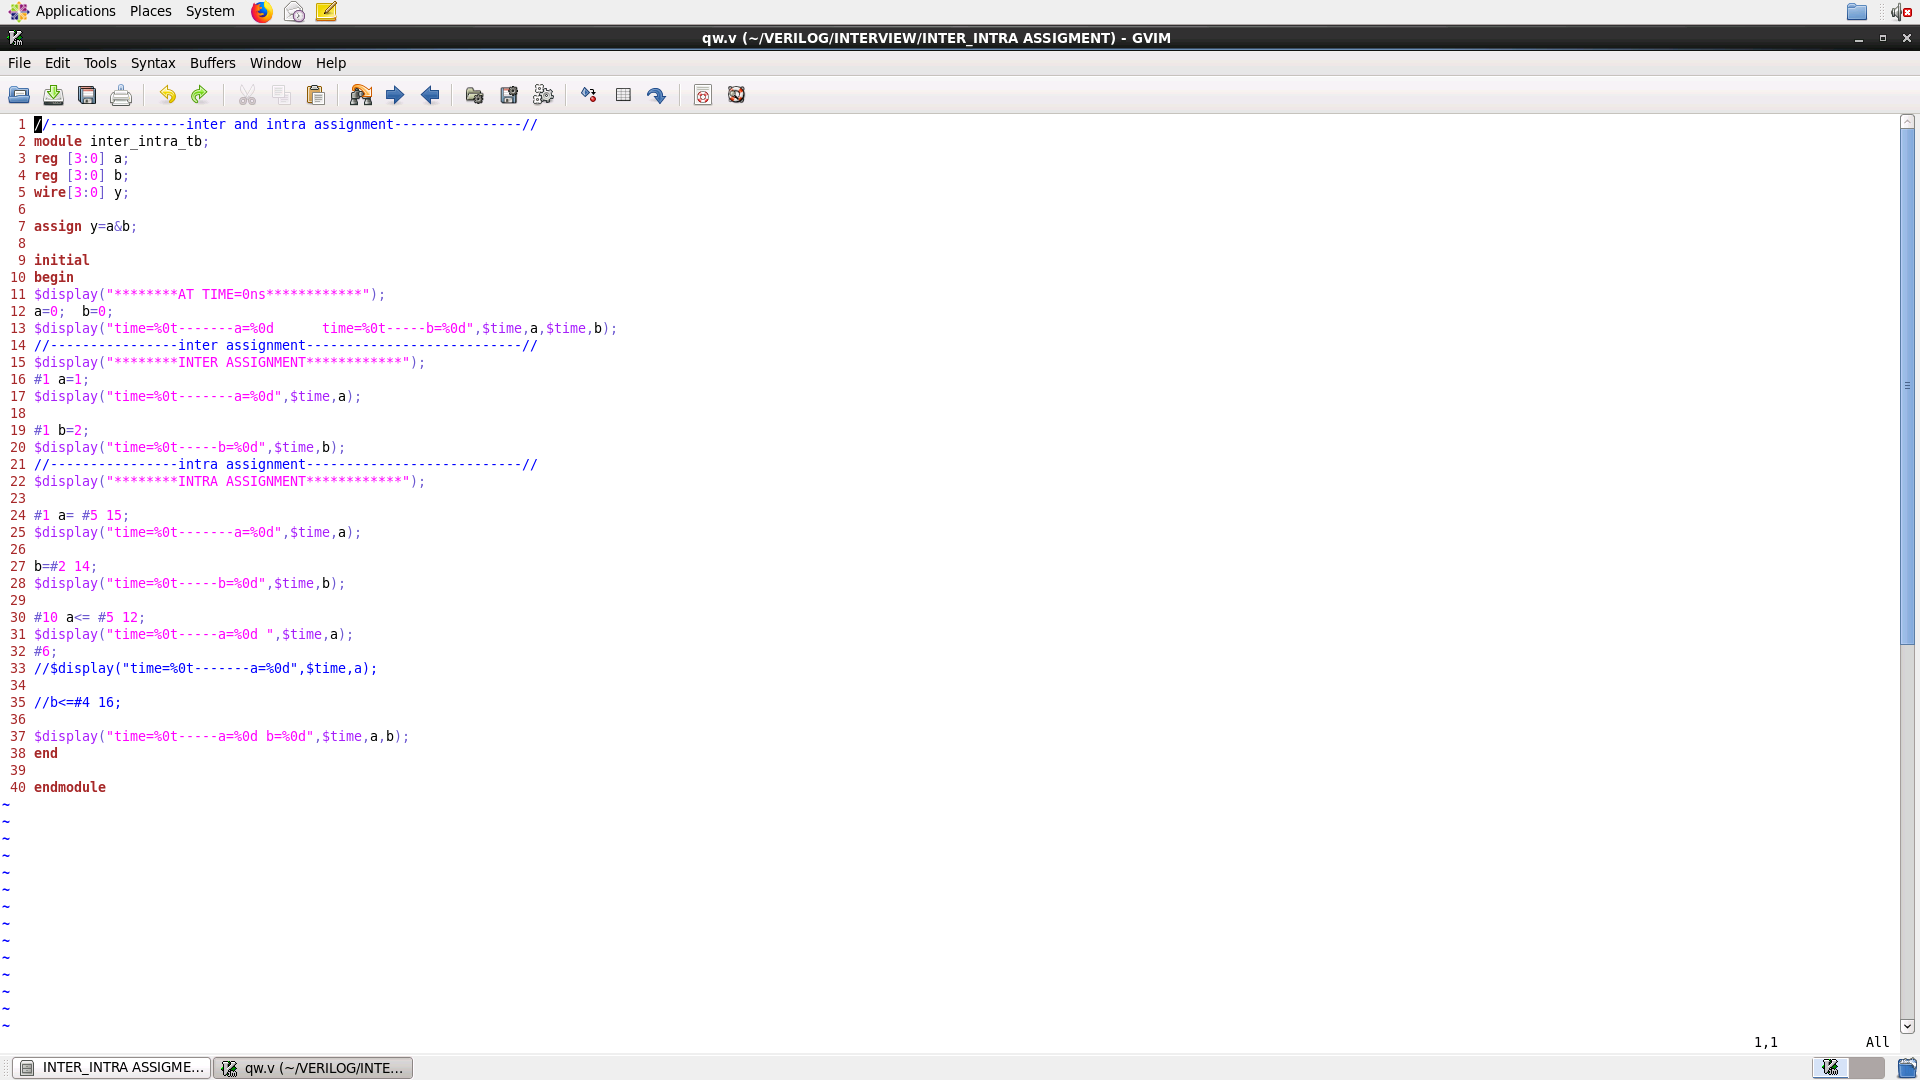 Applications Places System
qw.v (~/VERILOG/INTERVIEW/INTER_INTRA ASSIGMENT) - GVIM
File Edit Tools Syntax Buffers Window Help
1 //-----------------inter and intra assignment----------------//
2 module inter_intra_tb;
3 reg [3:0] a;
4 reg [3:0] b;
5 wire[3:0] y;
6
7 assign y=a&b;
8
9 initial
10 begin
11 $display("********AT TIME=0ns************");
12 a=0;  b=0;
13 $display("time=%0t-------a=%0d      time=%0t-----b=%0d",$time,a,$time,b);
14 //----------------inter assignment---------------------------//
15 $display("********INTER ASSIGNMENT************");
16 #1 a=1;
17 $display("time=%0t-------a=%0d",$time,a);
18
19 #1 b=2;
20 $display("time=%0t-----b=%0d",$time,b);
21 //----------------intra assignment---------------------------//
22 $display("********INTRA ASSIGNMENT************");
23
24 #1 a= #5 15;
25 $display("time=%0t-------a=%0d",$time,a);
26
27 b=#2 14;
28 $display("time=%0t-----b=%0d",$time,b);
29
30 #10 a<= #5 12;
31 $display("time=%0t-----a=%0d ",$time,a);
32 #6;
33 //$display("time=%0t-------a=%0d",$time,a);
34
35 //b<=#4 16;
36
37 $display("time=%0t-----a=%0d b=%0d",$time,a,b);
38 end
39
40 endmodule
~
~
~
~
~
~
~
~
~
~
~
~
~
~
1,1 All
INTER_INTRA ASSIGME... qw.v (~/VERILOG/INTE...